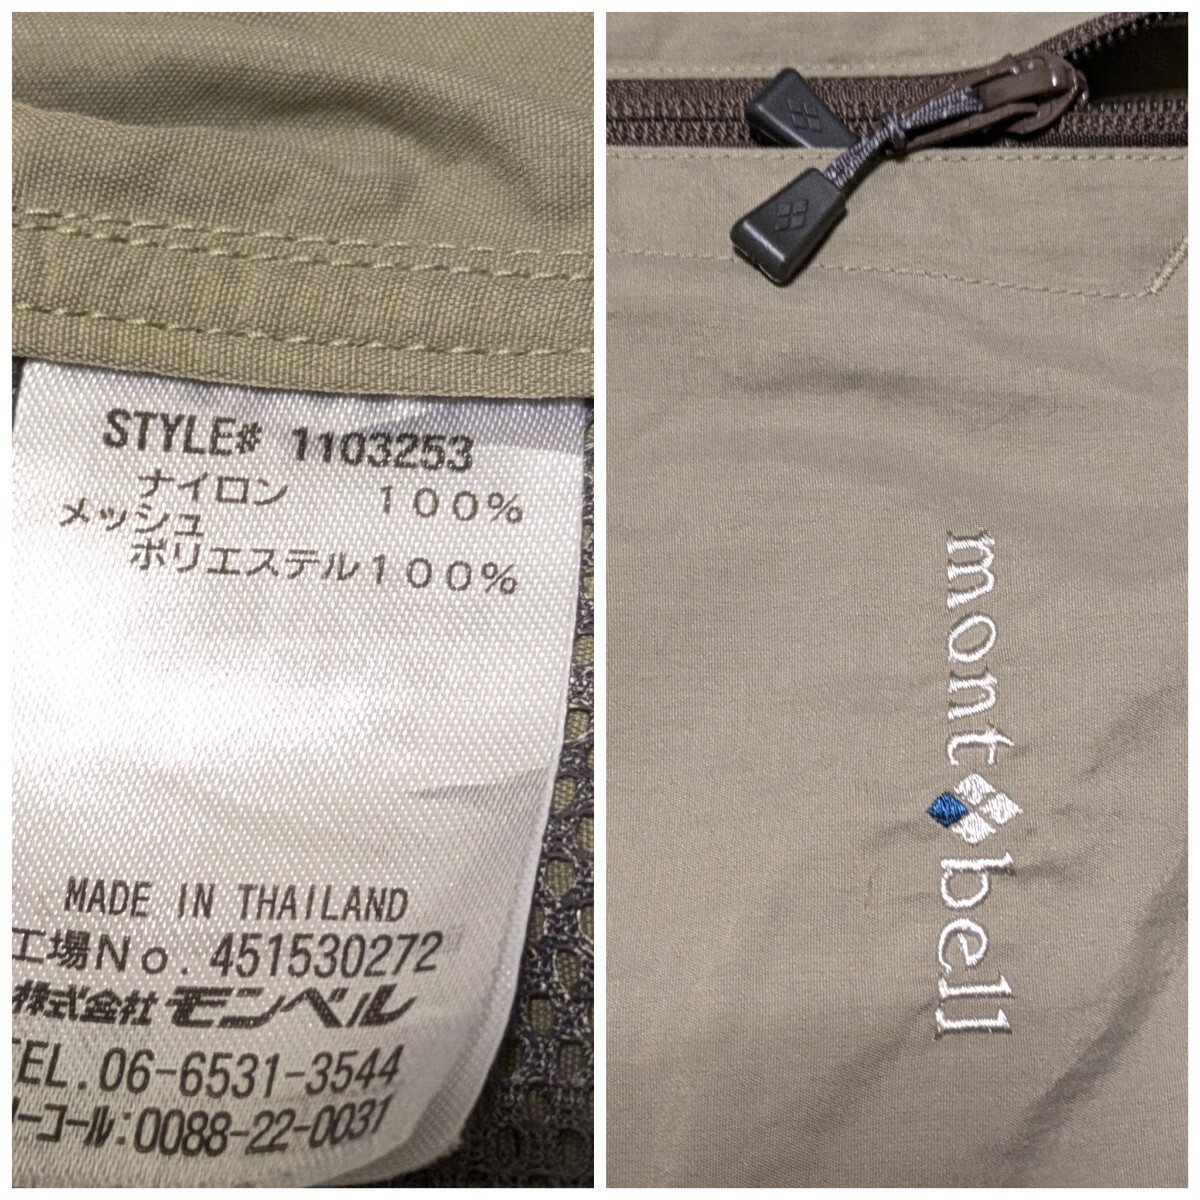 STYLE# 1103253
ナイロン 100%
メッシュ
ポリエステル100%
MADE IN THAILAND
工場No. 451530272
株式会社 モンベル
TEL.06-6531-3544
ーコール:0088-22-0031
mont bell